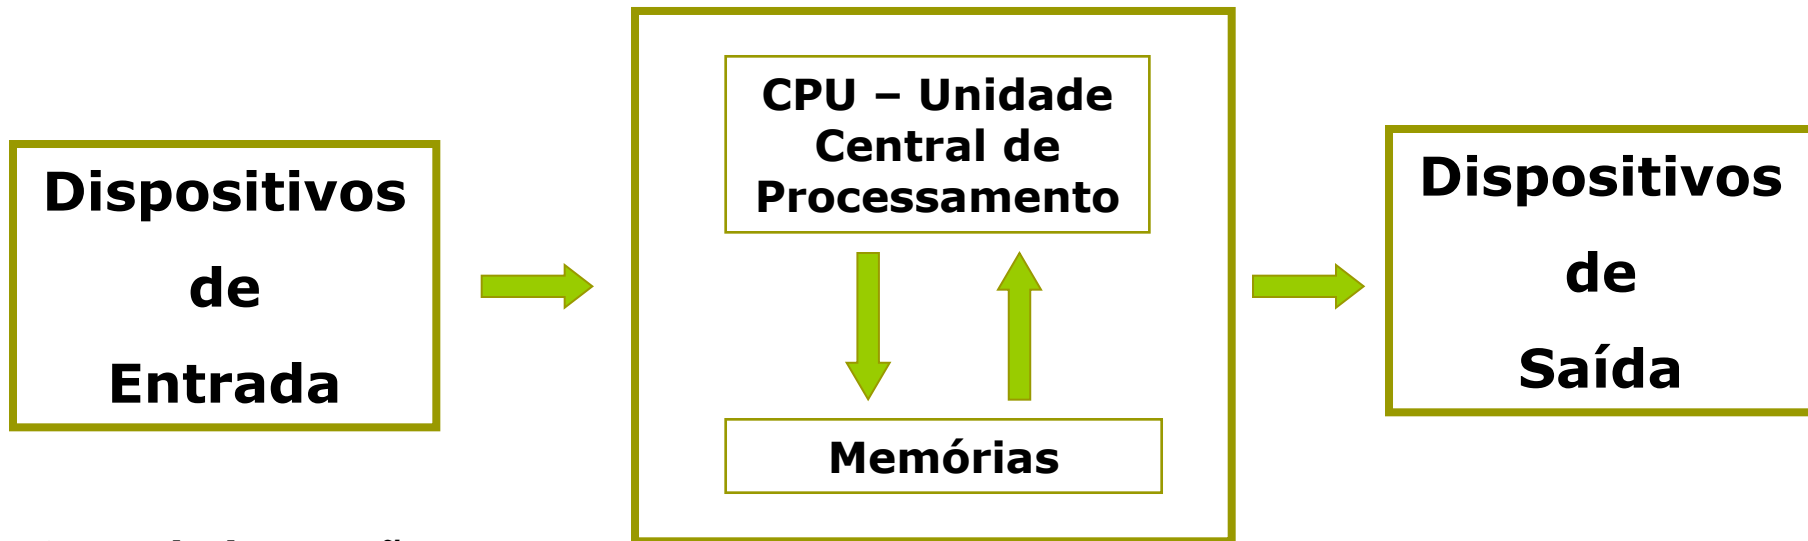 Dispositivos
de
Entrada
CPU – Unidade
Central de
Processamento
Memórias
Dispositivos
de
Saída